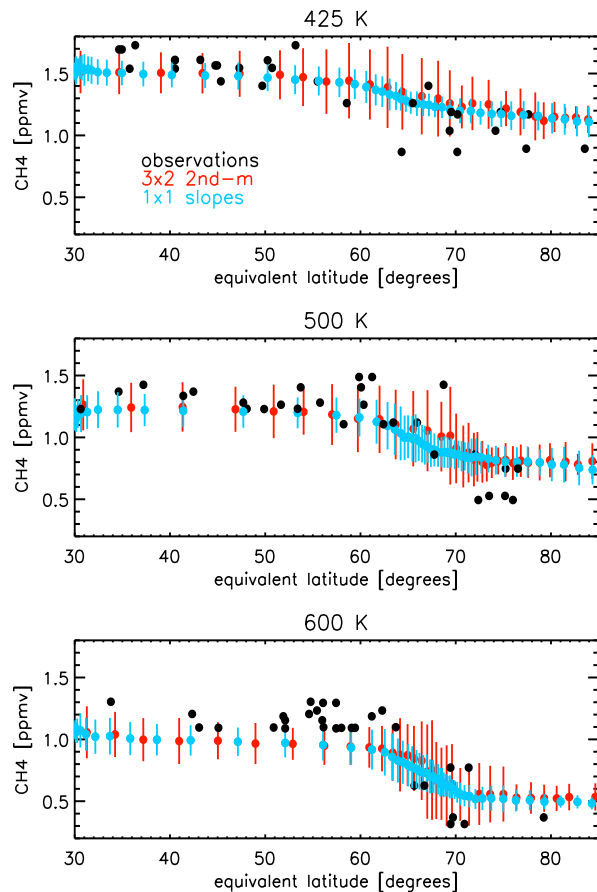 425 K
CH4 [ppmv]
1.5
1.0
0.5
observations
3x2 2nd-m
1x1 slopes
30 40 50 60 70 80
equivalent latitude [degrees]
500 K
CH4 [ppmv]
1.5
1.0
0.5
30 40 50 60 70 80
equivalent latitude [degrees]
600 K
CH4 [ppmv]
1.5
1.0
0.5
30 40 50 60 70 80
equivalent latitude [degrees]